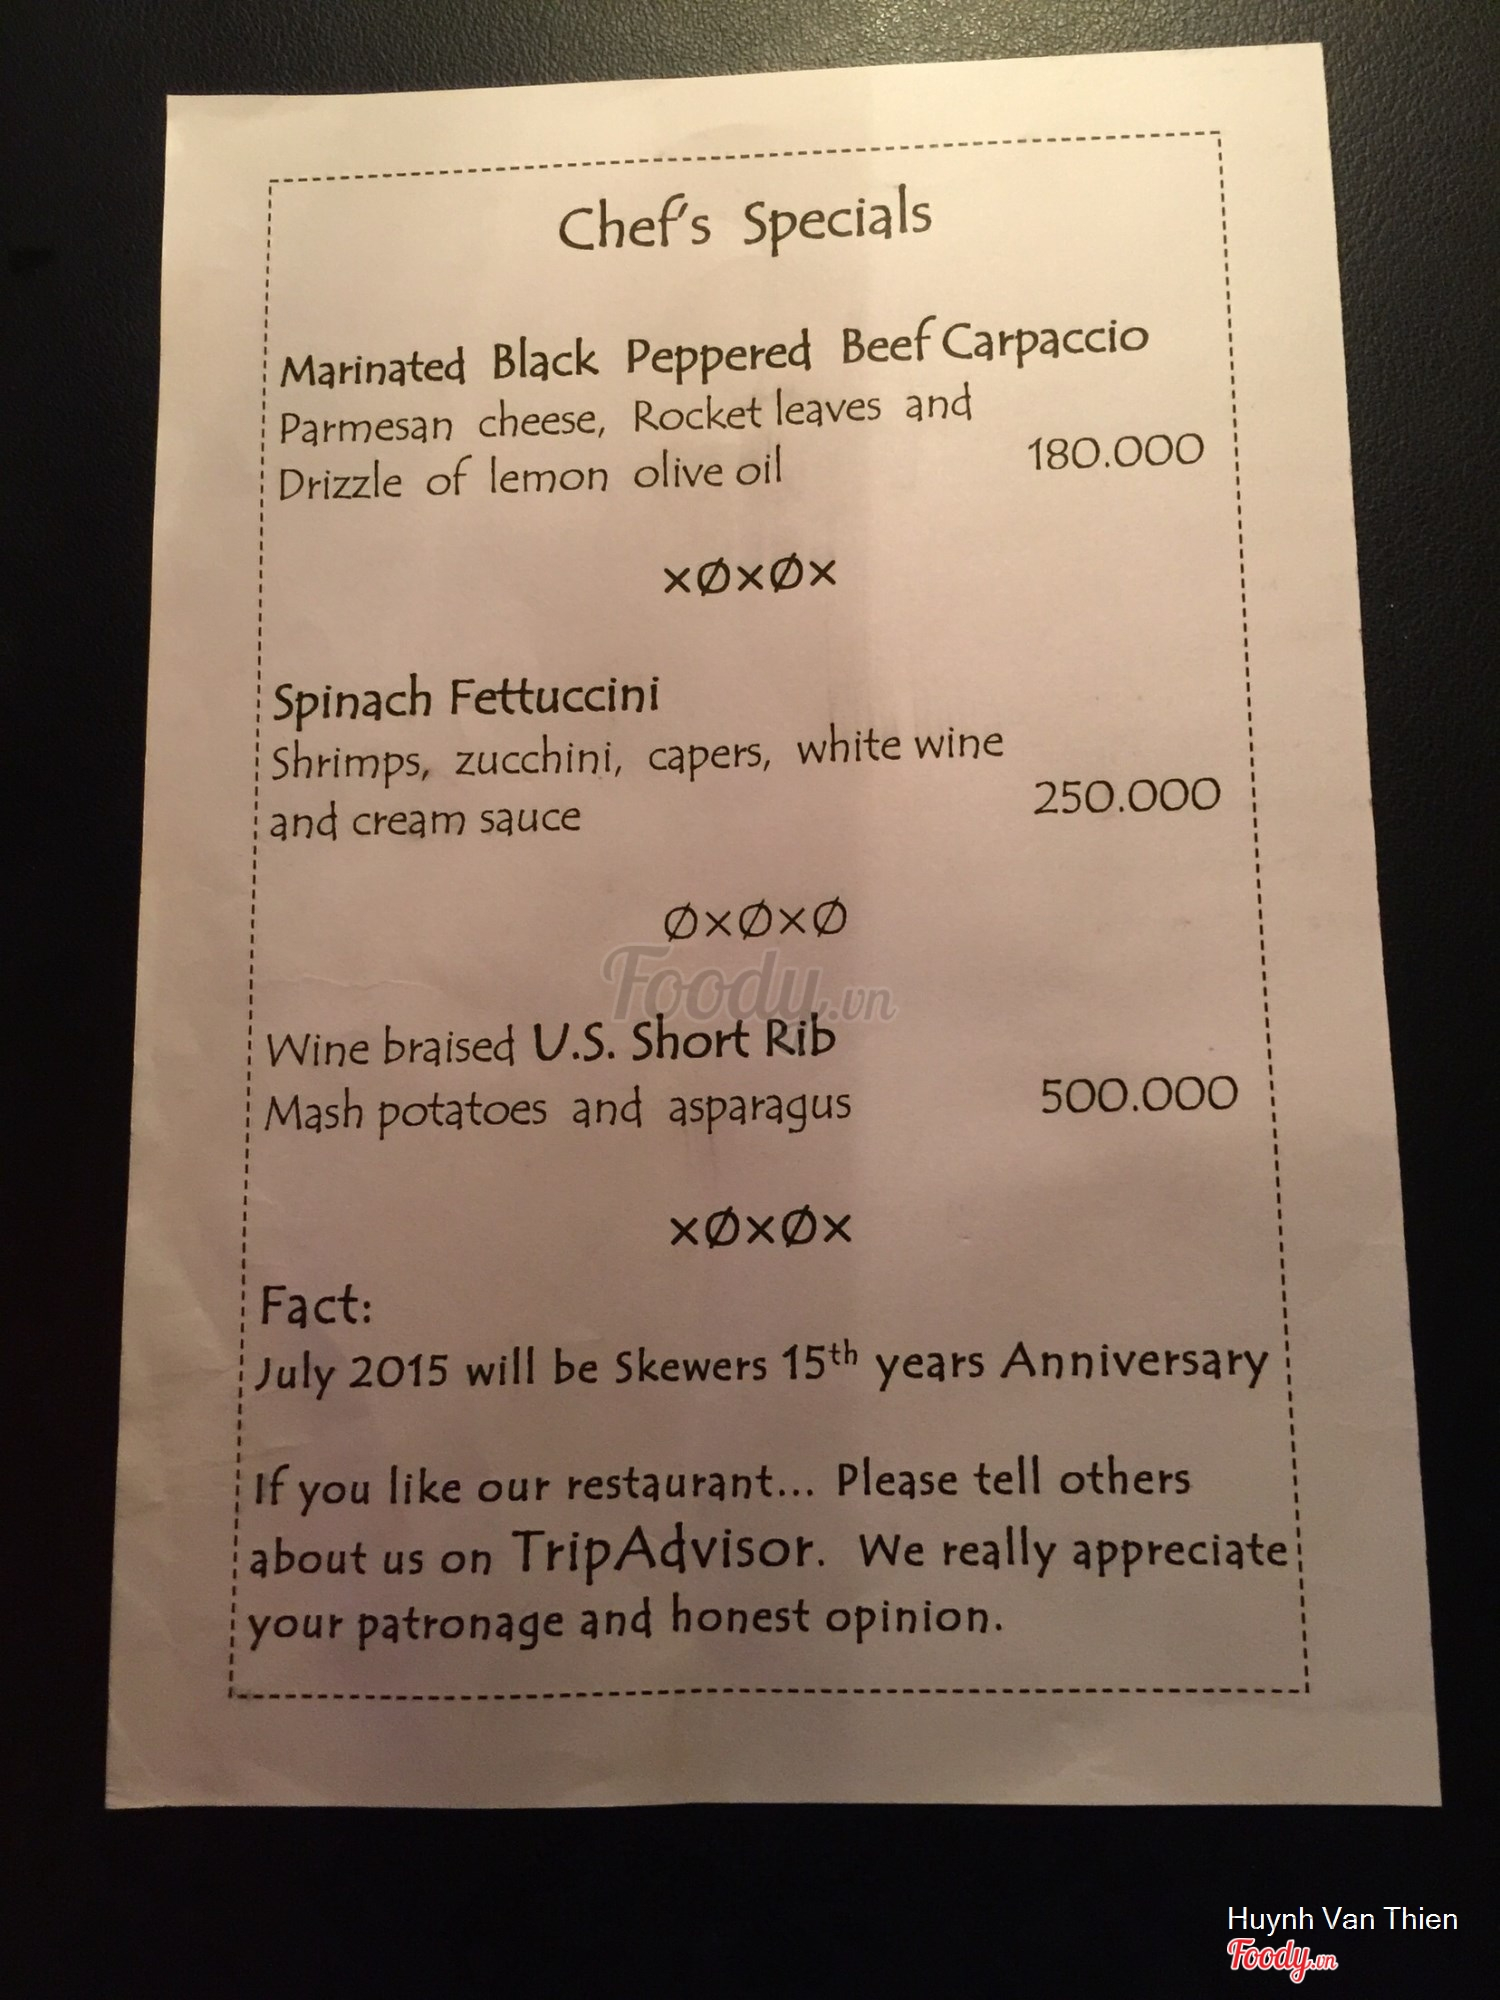 Chef's Specials
Marinated Black Peppered Beef Carpaccio
Parmesan cheese, Rocket leaves and
Drizzle of lemon olive oil 180.000
×Ø×Ø×
Spinach Fettuccini
Shrimps, zucchini, capers, white wine
and cream sauce 250.000
Ø×Ø×Ø
Foody.vn
Wine braised U.S. Short Rib
Mash potatoes and asparagus 500.000
×Ø×Ø×
Fact:
July 2015 will be Skewers 15th years Anniversary
If you like our restaurant... Please tell others
about us on TripAdvisor. We really appreciate
your patronage and honest opinion.
Huynh Van Thien
Foody.vn